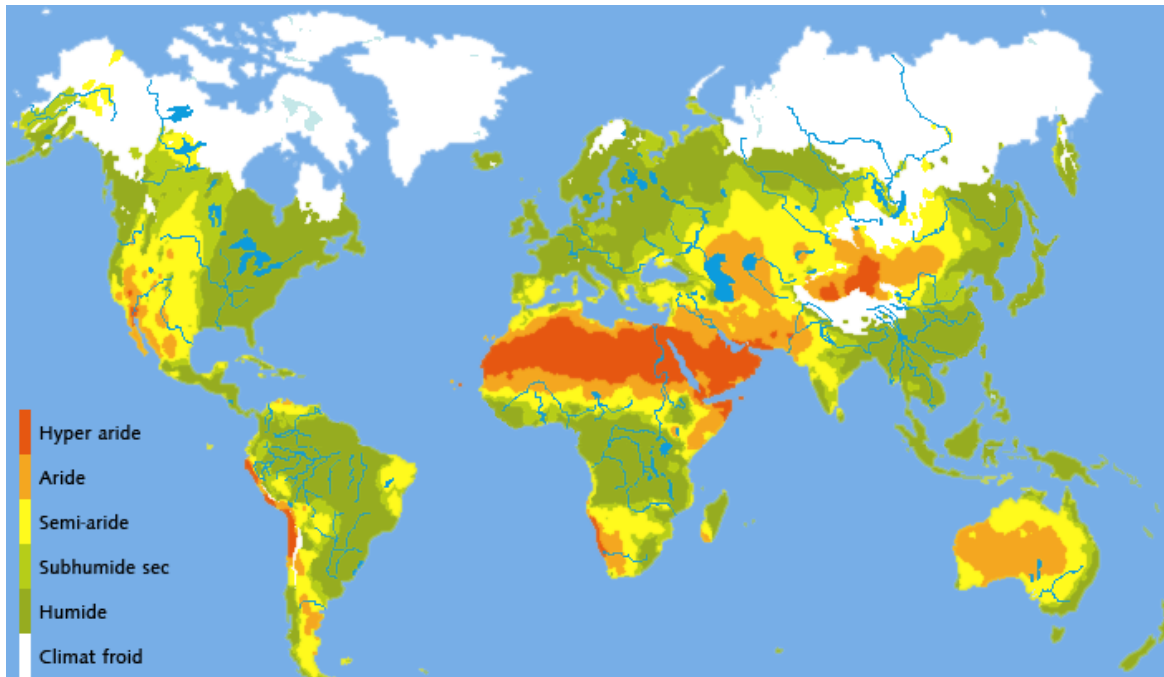 Hyper aride
Aride
Semi-aride
Subhumide sec
Humide
Climat froid